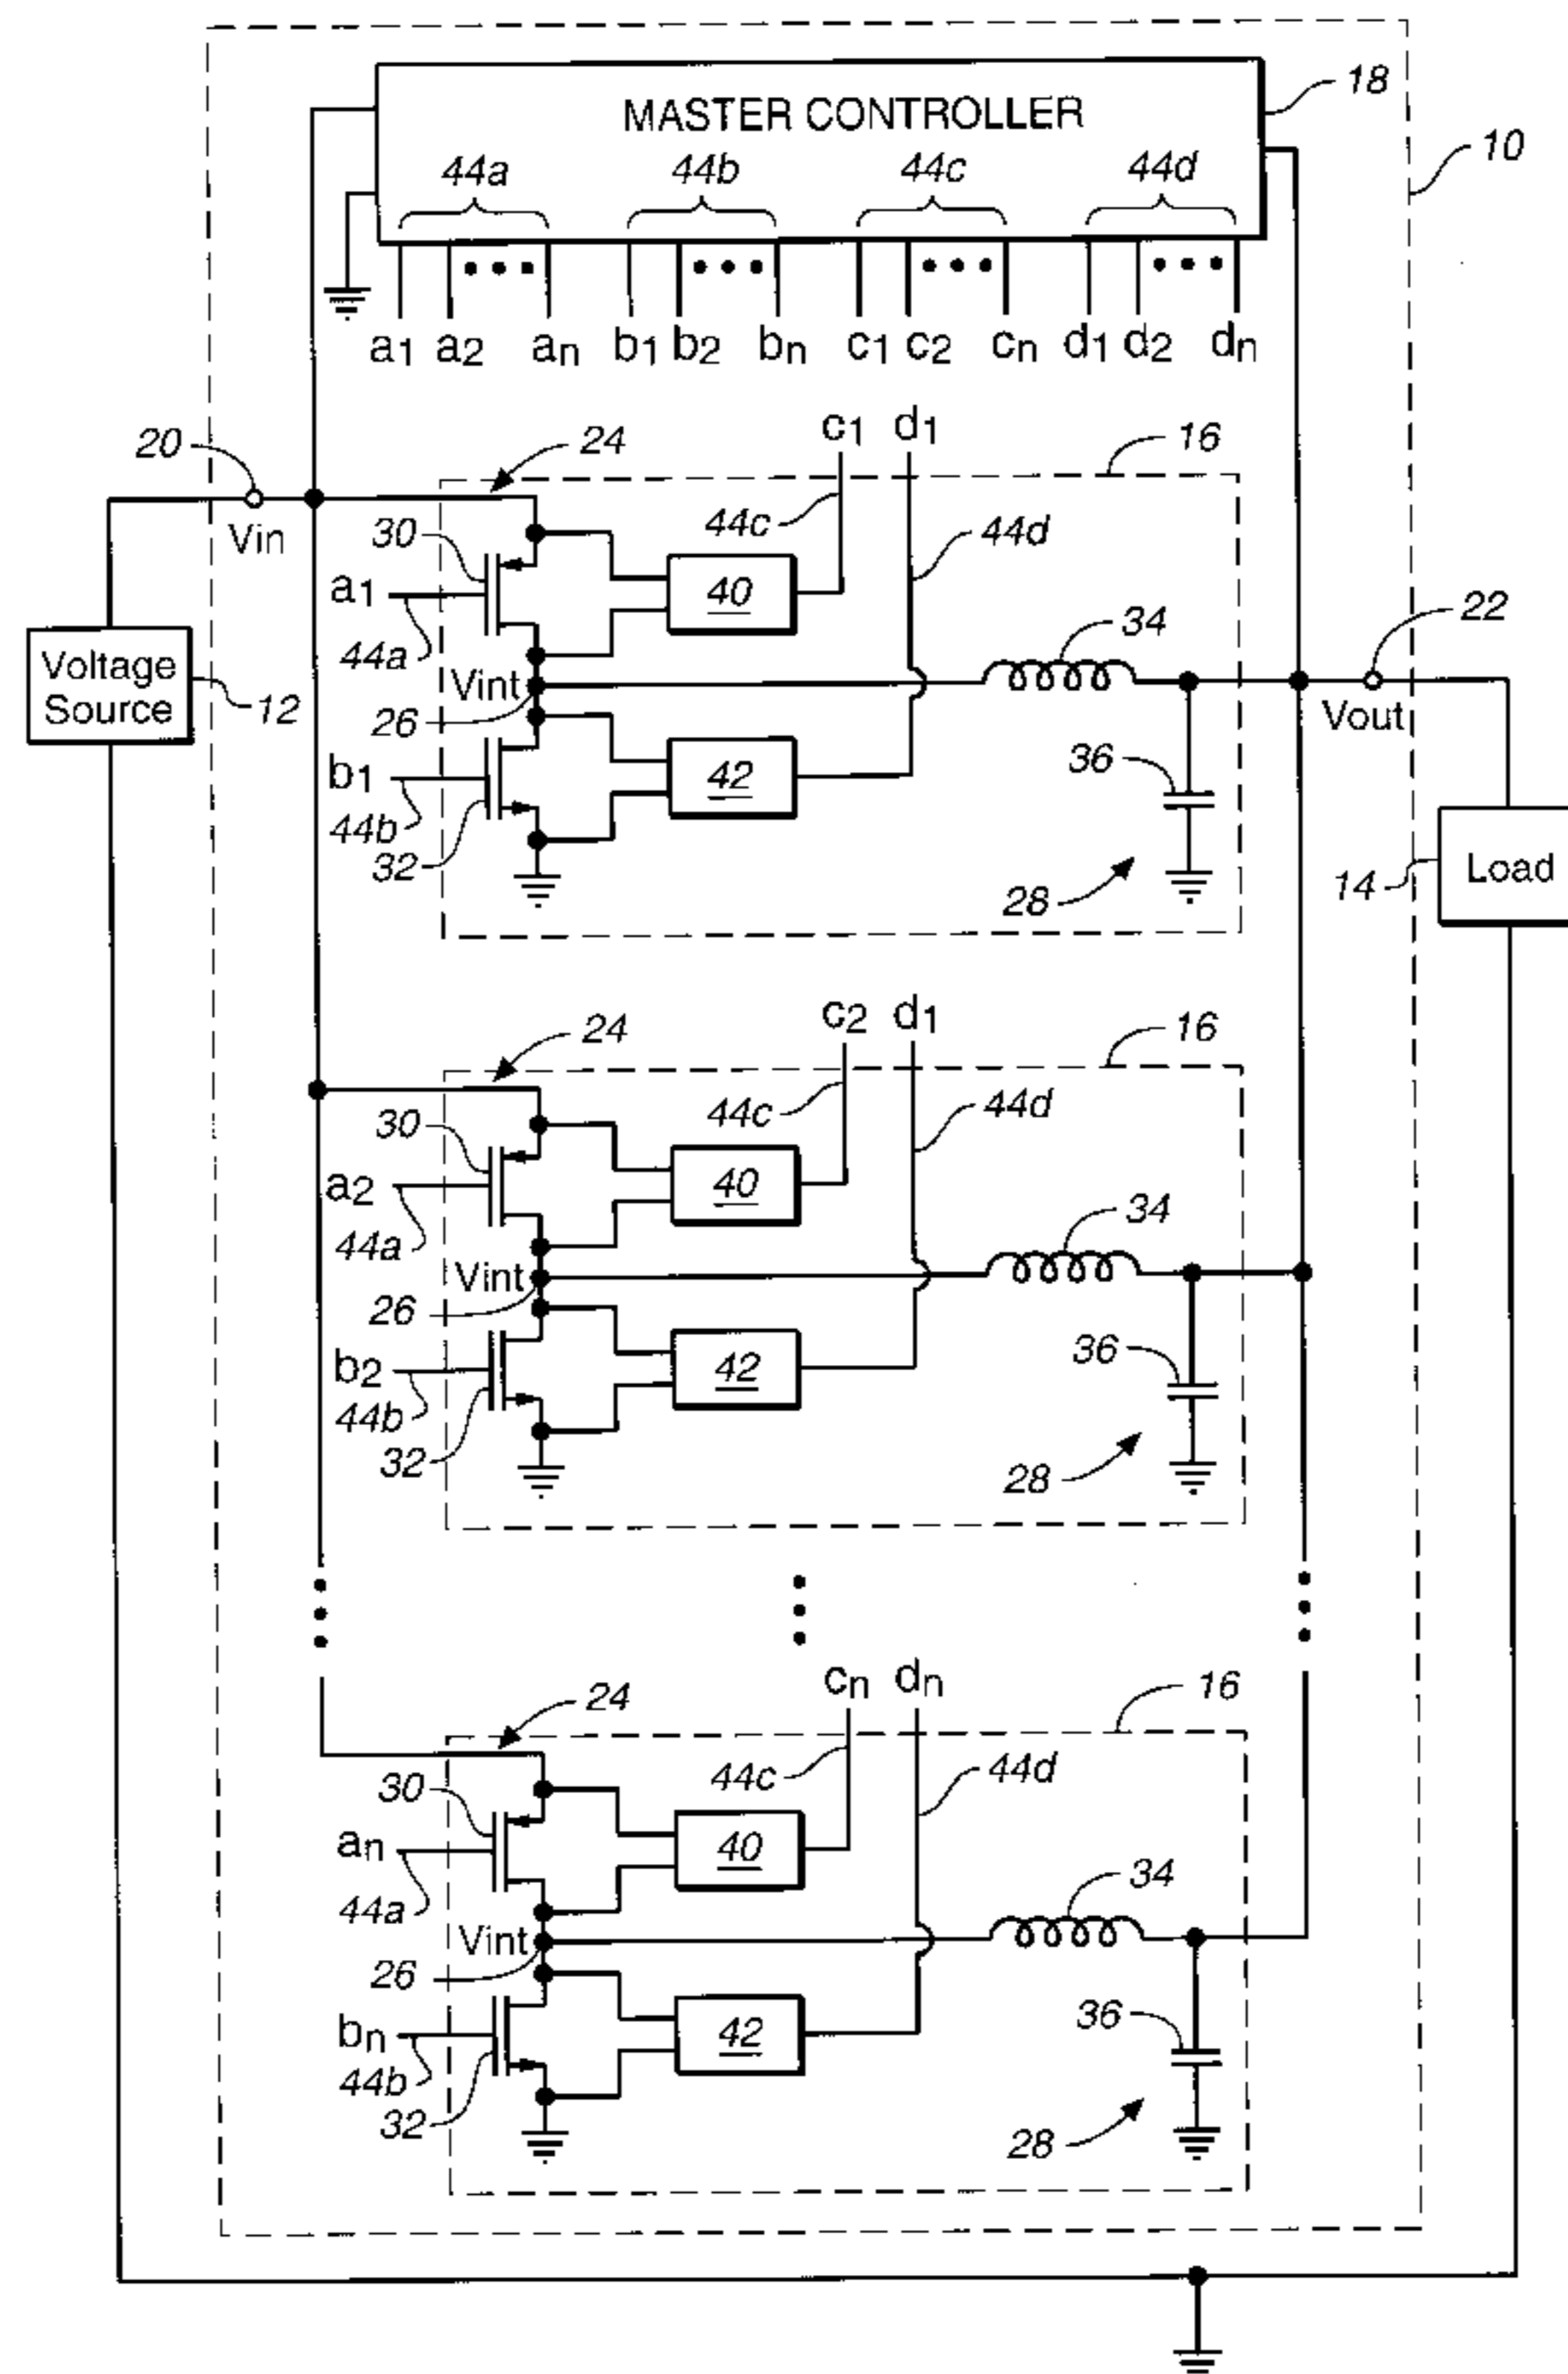 MASTER CONTROLLER
18
10
44a 44b 44c 44d
a1 a2 an b1 b2 bn c1 c2 cn d1 d2 dn
c1 d1
20 24 16
Vin
30 44c 44d
a1 40
44a
34 22
Voltage
Source
12
Vint
26
Vout
b1 42 36
44b
32 28
14
Load
c2 d1
24 16
30 44c 44d
a2 40
44a
34
Vint
26
b2 42 36
44b
32 28
cn dn
24 16
30 44c 44d
an 40
44a
34
Vint
26
bn 42 36
44b
32 28